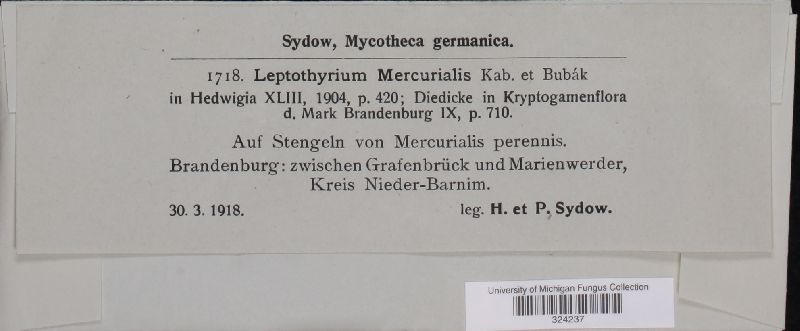 Sydow, Mycotheca germanica.
1718. Leptothyrium Mercurialis Kab. et Bubák
in Hedwigia XLIII, 1904, p. 420; Diedicke in Kryptogamenflora
d. Mark Brandenburg IX, p. 710.
Auf Stengeln von Mercurialis perennis.
Brandenburg: zwischen Grafenbrück und Marienwerder,
Kreis Nieder-Barnim.
30. 3. 1918. leg. H. et P. Sydow.
University of Michigan Fungus Collection
324237